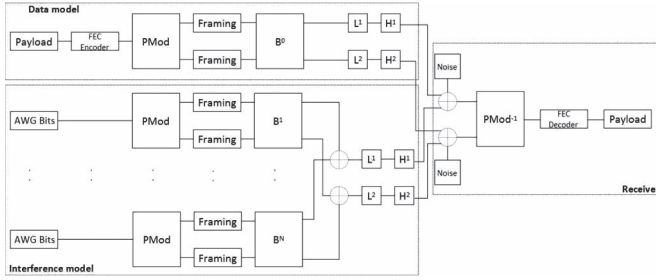 Data model
Payload
FEC
Encoder
PMod
Framing
Framing
B⁰
L¹
H¹
L²
H²
AWG Bits
PMod
Framing
Framing
B¹
L¹
H¹
L²
H²
AWG Bits
PMod
Framing
Framing
Bᴺ
Interference model
Noise
Noise
PMod⁻¹
FEC
Decoder
Payload
Receive